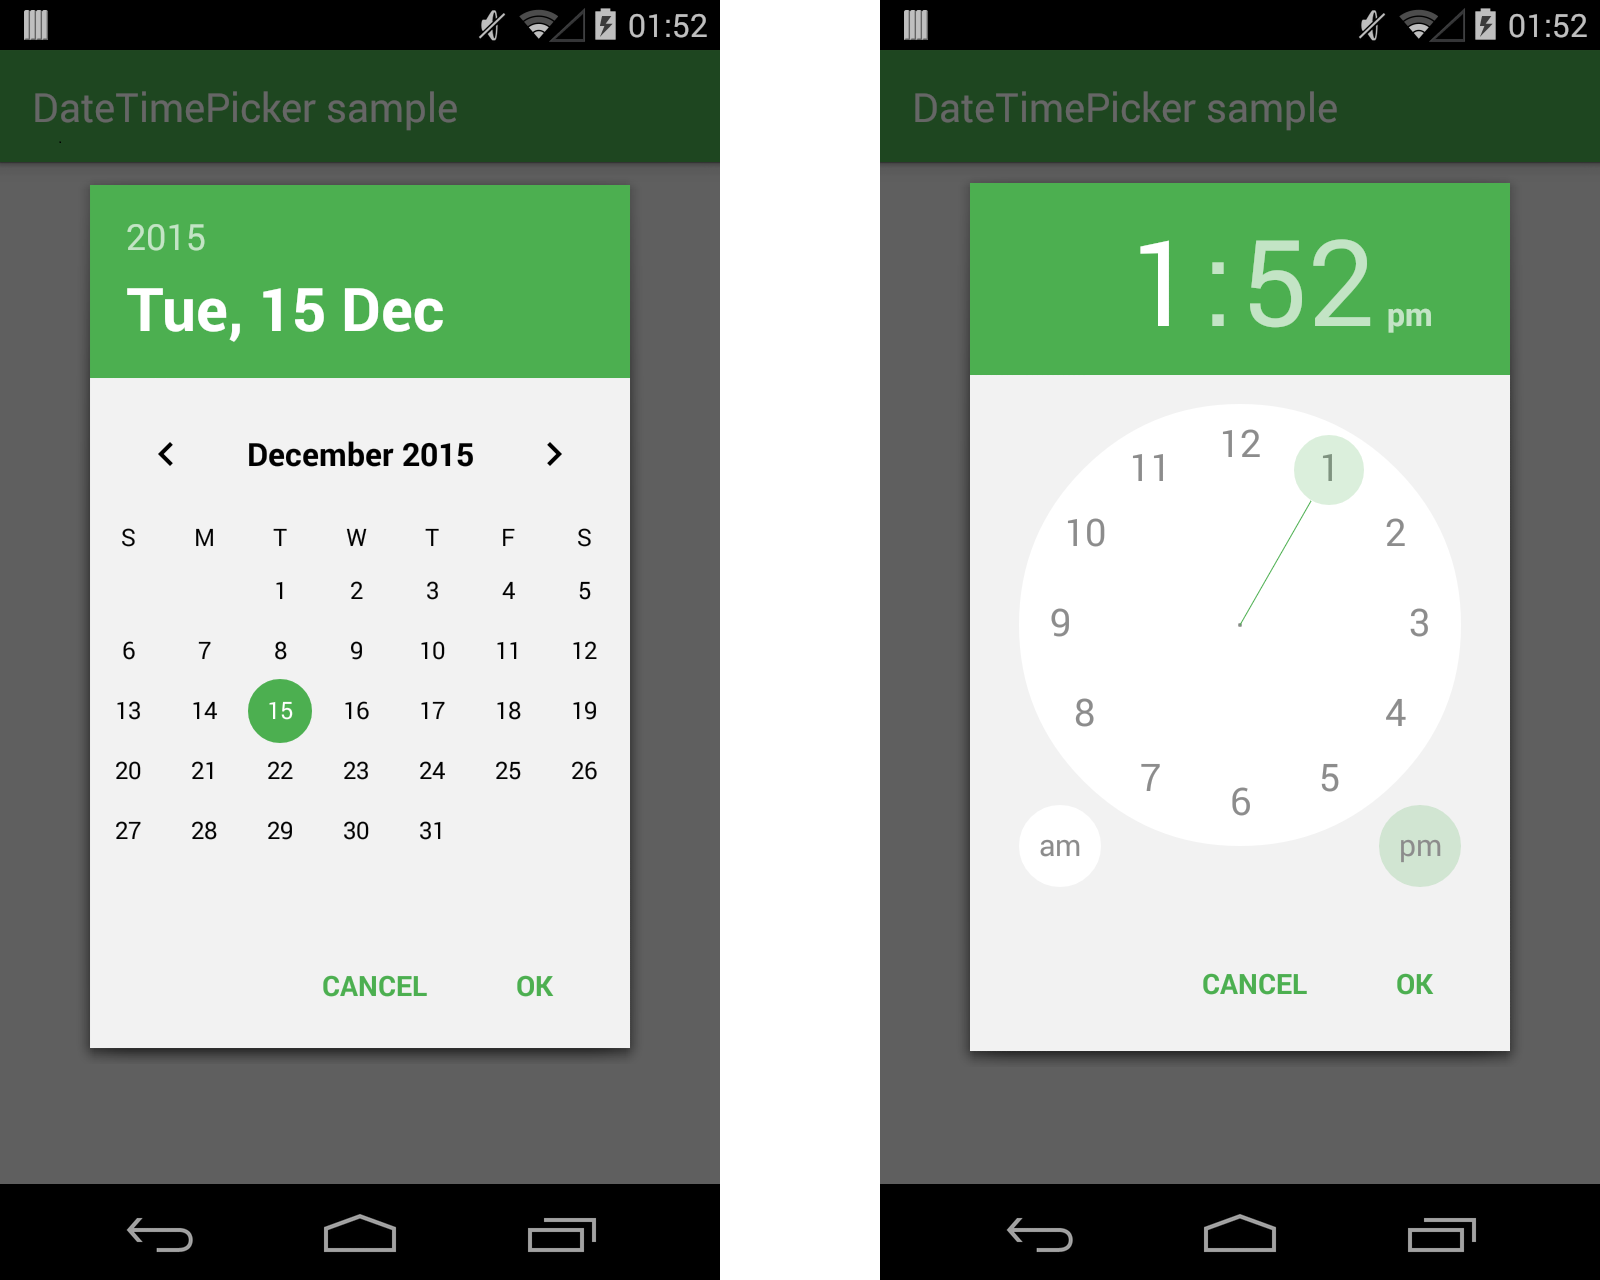 01:52
DateTimePicker sample
2015
Tue, 15 Dec
December 2015
S M T W T F S
1 2 3 4 5
6 7 8 9 10 11 12
13 14 15 16 17 18 19
20 21 22 23 24 25 26
27 28 29 30 31
CANCEL OK
01:52
DateTimePicker sample
1:52 pm
12
11 1
10 2
9 3
8 4
7 5
6
am pm
CANCEL OK